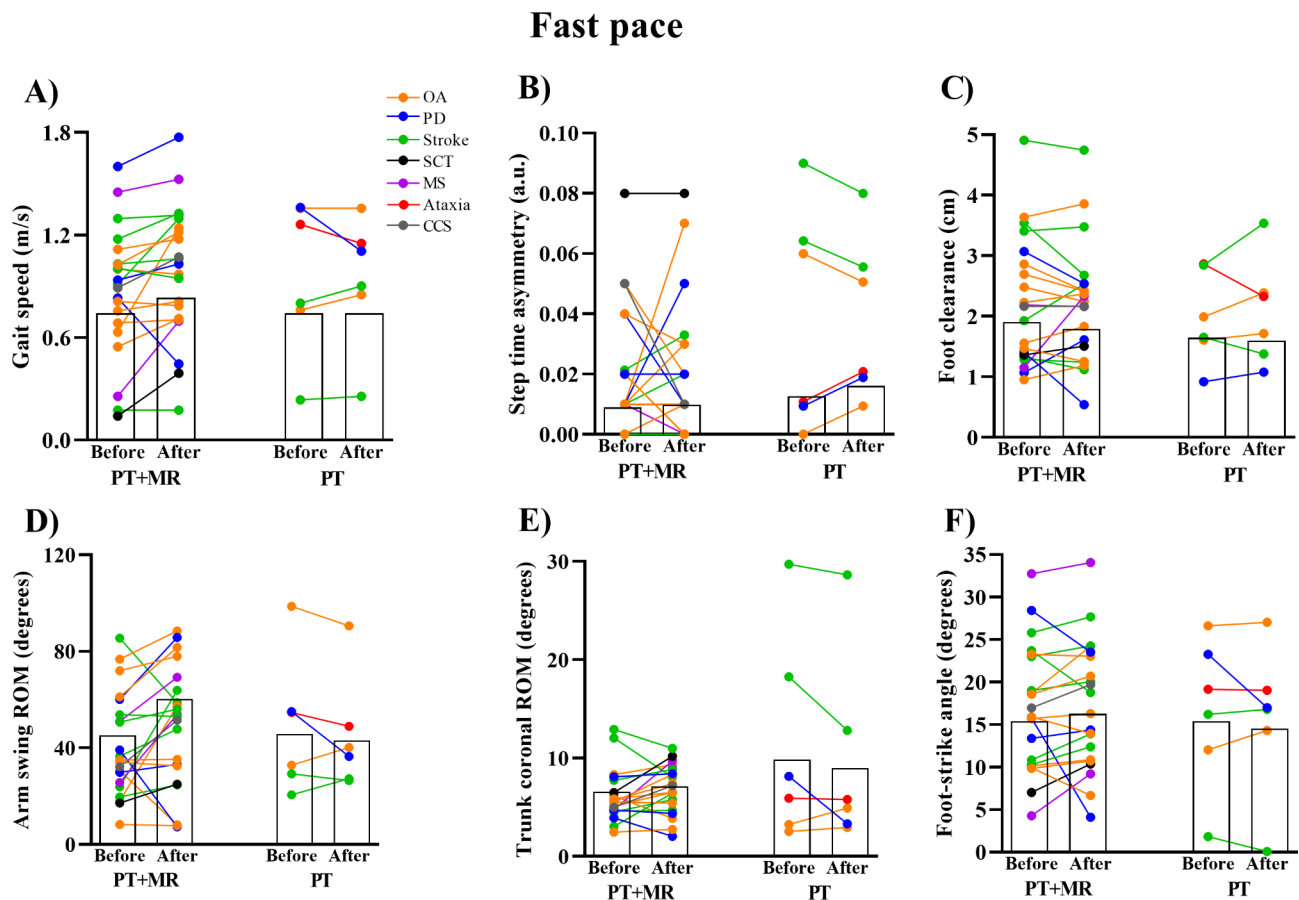 Fast pace
A)
Gait speed (m/s)
1.8
1.2
0.6
0.0
Before After Before After
PT+MR PT
OA
PD
Stroke
SCT
MS
Ataxia
CCS
B)
Step time asymmetry (a.u.)
0.10
0.08
0.06
0.04
0.02
0.00
Before After Before After
PT+MR PT
C)
Foot clearance (cm)
5
4
3
2
1
0
Before After Before After
PT+MR PT
D)
Arm swing ROM (degrees)
120
80
40
0
Before After Before After
PT+MR PT
E)
Trunk coronal ROM (degrees)
30
20
10
0
Before After Before After
PT+MR PT
F)
Foot-strike angle (degrees)
35
30
25
20
15
10
5
0
Before After Before After
PT+MR PT